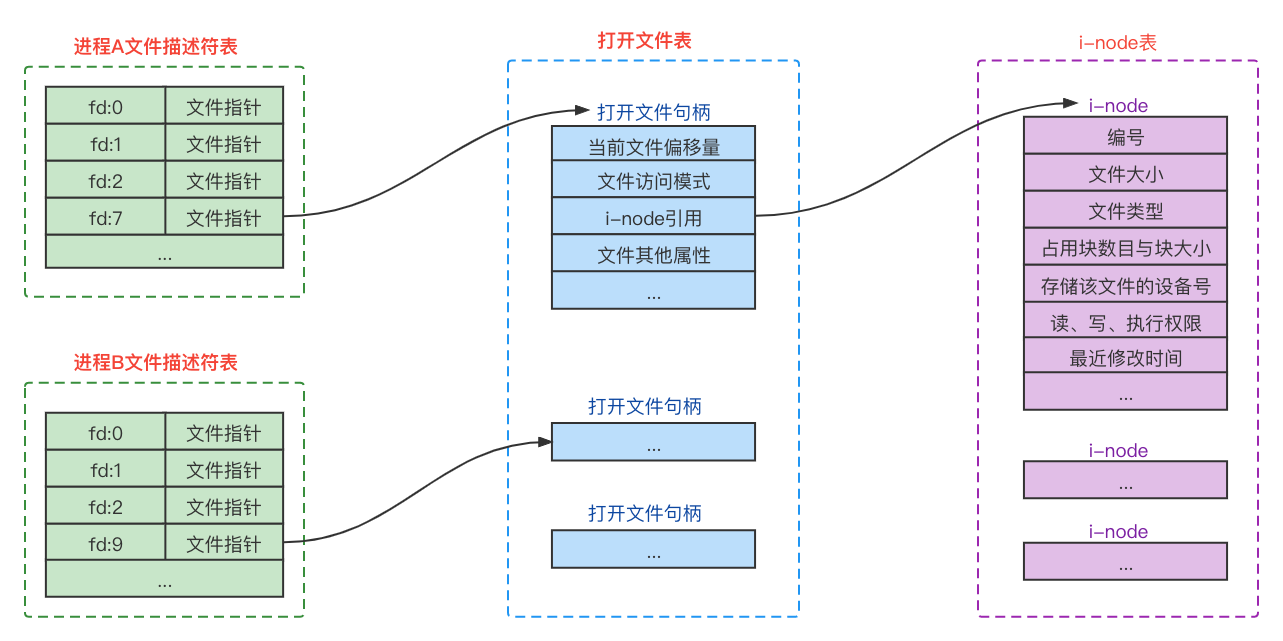 进程A文件描述符表
fd:0 文件指针
fd:1 文件指针
fd:2 文件指针
fd:7 文件指针
...
进程B文件描述符表
fd:0 文件指针
fd:1 文件指针
fd:2 文件指针
fd:9 文件指针
...
打开文件表
打开文件句柄
当前文件偏移量
文件访问模式
i-node引用
文件其他属性
...
打开文件句柄
...
打开文件句柄
...
i-node表
i-node
编号
文件大小
文件类型
占用块数目与块大小
存储该文件的设备号
读、写、执行权限
最近修改时间
...
i-node
...
i-node
...